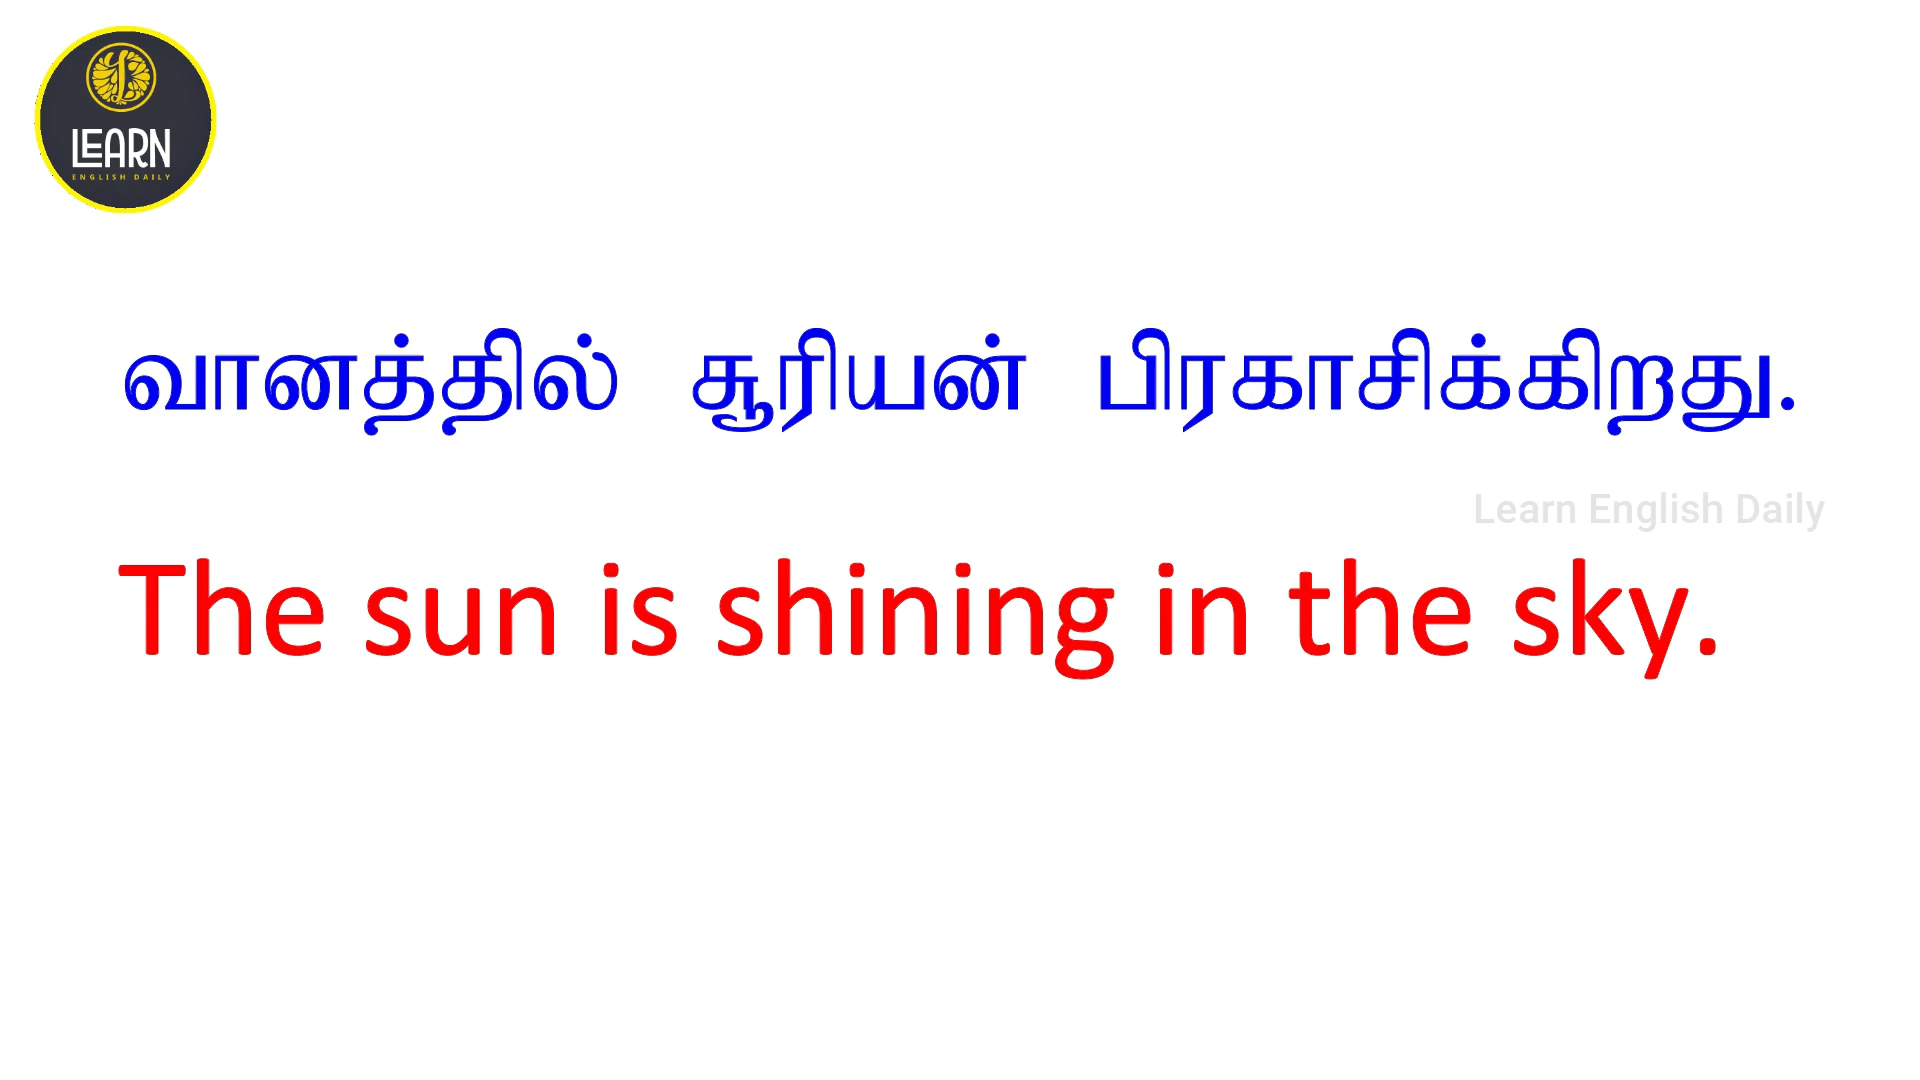 LEARN
ENGLISH DAILY
வானத்தில் சூரியன் பிரகாசிக்கிறது.
Learn English Daily
The sun is shining in the sky.